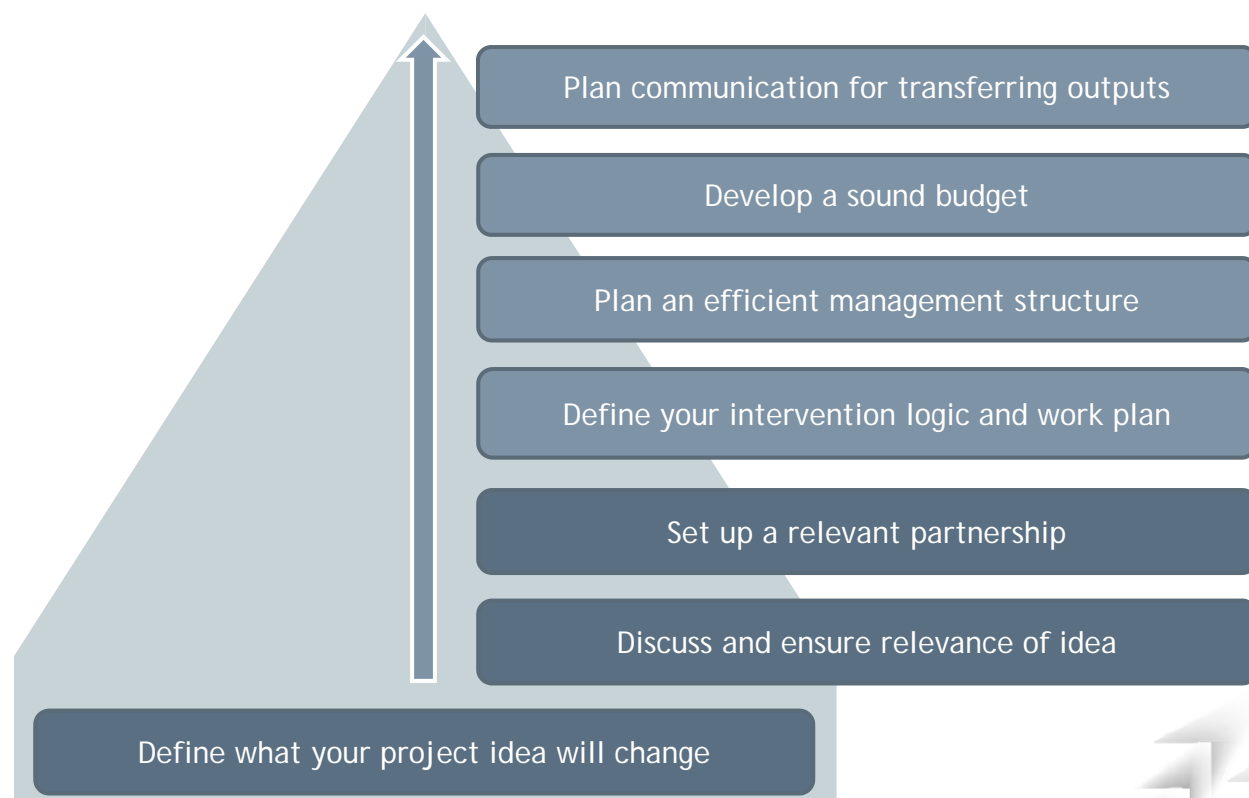 Plan communication for transferring outputs
Develop a sound budget
Plan an efficient management structure
Define your intervention logic and work plan
Set up a relevant partnership
Discuss and ensure relevance of idea
Define what your project idea will change